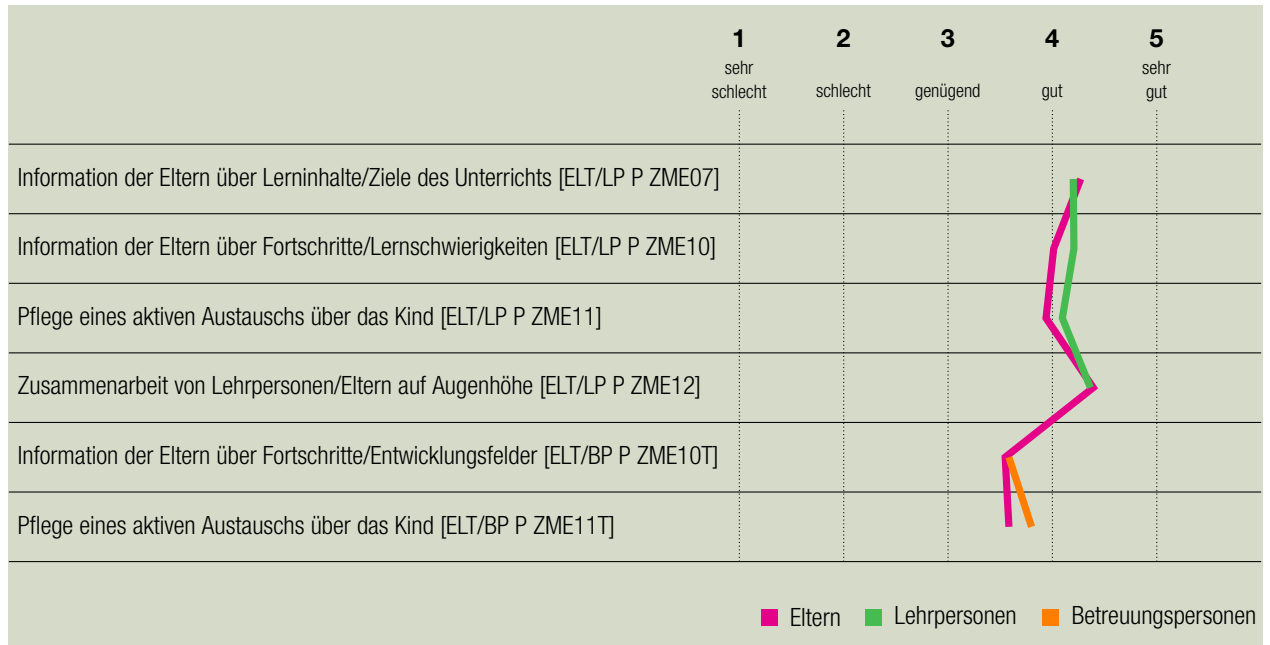 1 2 3 4 5
sehr sehr
schlecht schlecht genügend gut gut
Information der Eltern über Lerninhalte/Ziele des Unterrichts [ELT/LP P ZME07]
Information der Eltern über Fortschritte/Lernschwierigkeiten [ELT/LP P ZME10]
Pflege eines aktiven Austauschs über das Kind [ELT/LP P ZME11]
Zusammenarbeit von Lehrpersonen/Eltern auf Augenhöhe [ELT/LP P ZME12]
Information der Eltern über Fortschritte/Entwicklungsfelder [ELT/BP P ZME10T]
Pflege eines aktiven Austauschs über das Kind [ELT/BP P ZME11T]
Eltern Lehrpersonen Betreuungspersonen